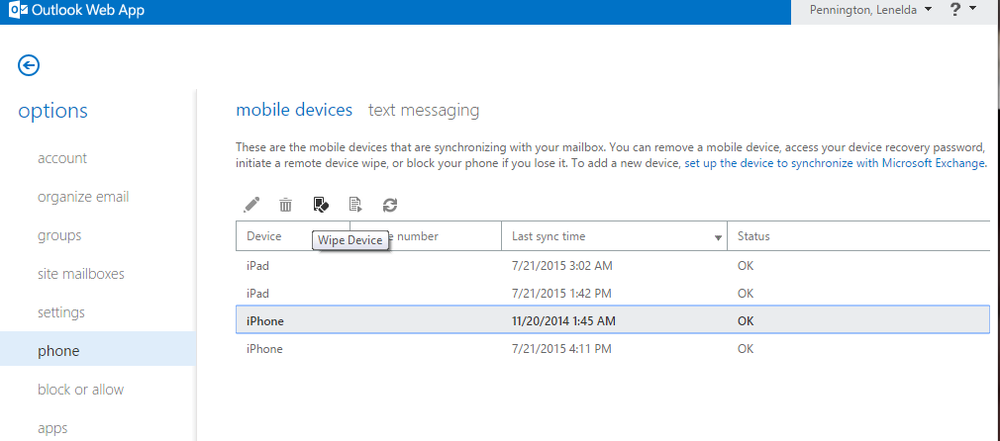 Outlook Web App
Pennington, Lenelda
?
options
account
organize email
groups
site mailboxes
settings
phone
block or allow
apps
mobile devices text messaging
These are the mobile devices that are synchronizing with your mailbox. You can remove a mobile device, access your device recovery password,
initiate a remote device wipe, or block your phone if you lose it. To add a new device, set up the device to synchronize with Microsoft Exchange.
Device number Last sync time Status
Wipe Device
iPad 7/21/2015 3:02 AM OK
iPad 7/21/2015 1:42 PM OK
iPhone 11/20/2014 1:45 AM OK
iPhone 7/21/2015 4:11 PM OK